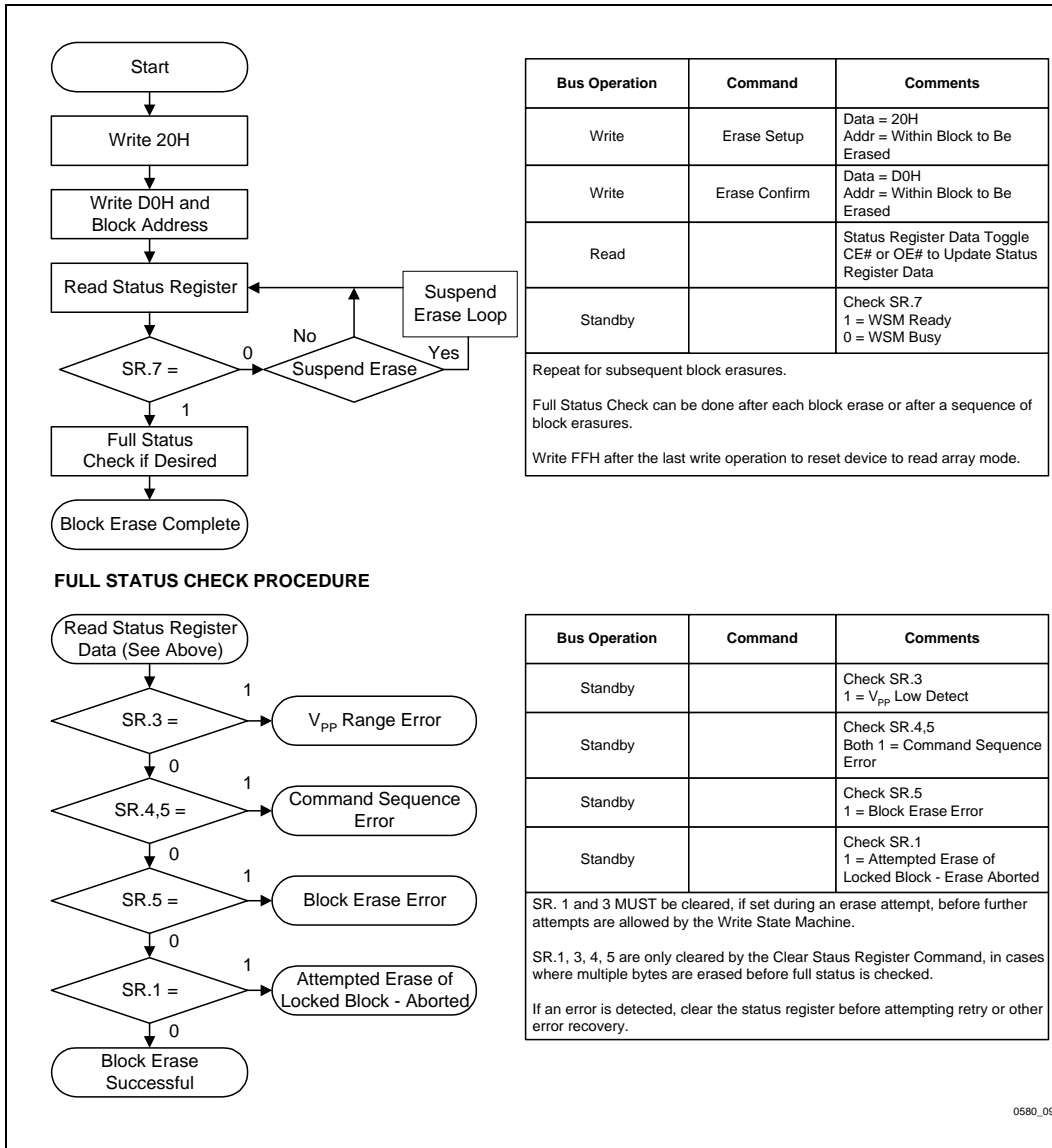 Start
Write 20H
Write D0H and
Block Address
Read Status Register
SR.7 =
0
1
No
Suspend Erase
Yes
Suspend
Erase Loop
Full Status
Check if Desired
Block Erase Complete
Bus Operation Command Comments
Write Erase Setup Data = 20H
Addr = Within Block to Be
Erased
Write Erase Confirm Data = D0H
Addr = Within Block to Be
Erased
Read Status Register Data Toggle
CE# or OE# to Update Status
Register Data
Standby Check SR.7
1 = WSM Ready
0 = WSM Busy
Repeat for subsequent block erasures.
Full Status Check can be done after each block erase or after a sequence of
block erasures.
Write FFH after the last write operation to reset device to read array mode.
FULL STATUS CHECK PROCEDURE
Read Status Register
Data (See Above)
SR.3 =
1
VPP Range Error
0
SR.4,5 =
1
Command Sequence
Error
0
SR.5 =
1
Block Erase Error
0
SR.1 =
1
Attempted Erase of
Locked Block - Aborted
0
Block Erase
Successful
Bus Operation Command Comments
Standby Check SR.3
1 = VPP Low Detect
Standby Check SR.4,5
Both 1 = Command Sequence
Error
Standby Check SR.5
1 = Block Erase Error
Standby Check SR.1
1 = Attempted Erase of
Locked Block - Erase Aborted
SR. 1 and 3 MUST be cleared, if set during an erase attempt, before further
attempts are allowed by the Write State Machine.
SR.1, 3, 4, 5 are only cleared by the Clear Staus Register Command, in cases
where multiple bytes are erased before full status is checked.
If an error is detected, clear the status register before attempting retry or other
error recovery.
0580_09